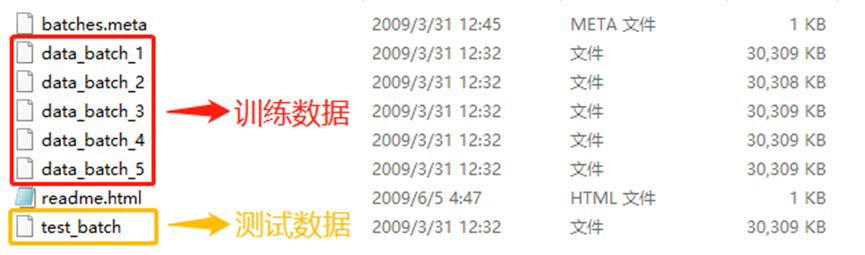 batches.meta 2009/3/31 12:45 META 文件 1 KB
data_batch_1 2009/3/31 12:32 文件 30,309 KB
data_batch_2 2009/3/31 12:32 文件 30,308 KB
data_batch_3 训练数据 2009/3/31 12:32 文件 30,309 KB
data_batch_4 2009/3/31 12:32 文件 30,309 KB
data_batch_5 2009/3/31 12:32 文件 30,309 KB
readme.html 2009/6/5 4:47 HTML 文件 1 KB
test_batch 测试数据 2009/3/31 12:32 文件 30,309 KB